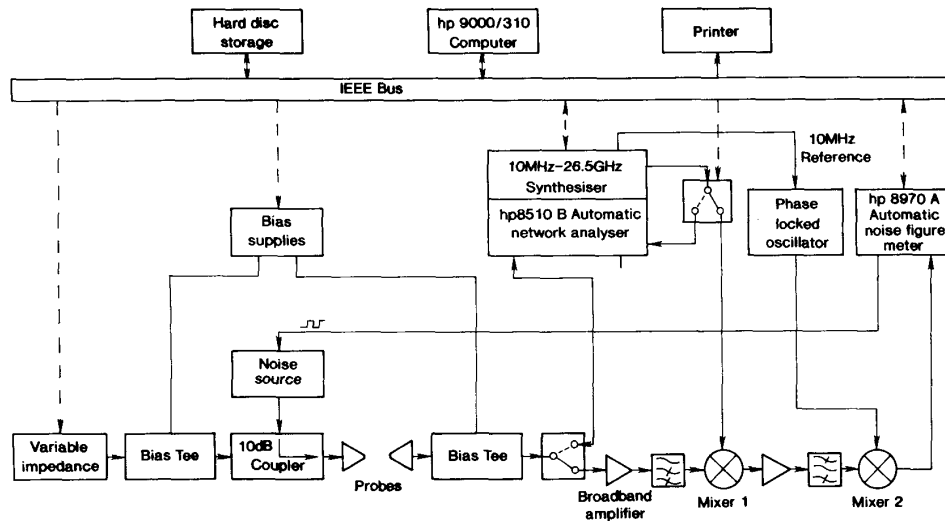 Hard disc
storage
hp 9000/310
Computer
Printer
IEEE Bus
10MHz-26.5GHz
Synthesiser
hp8510 B Automatic
network analyser
10MHz
Reference
Phase
locked
oscillator
hp 8970 A
Automatic
noise figure
meter
Bias
supplies
Noise
source
Variable
impedance
Bias Tee
10dB
Coupler
Probes
Bias Tee
Broadband
amplifier
Mixer 1
Mixer 2